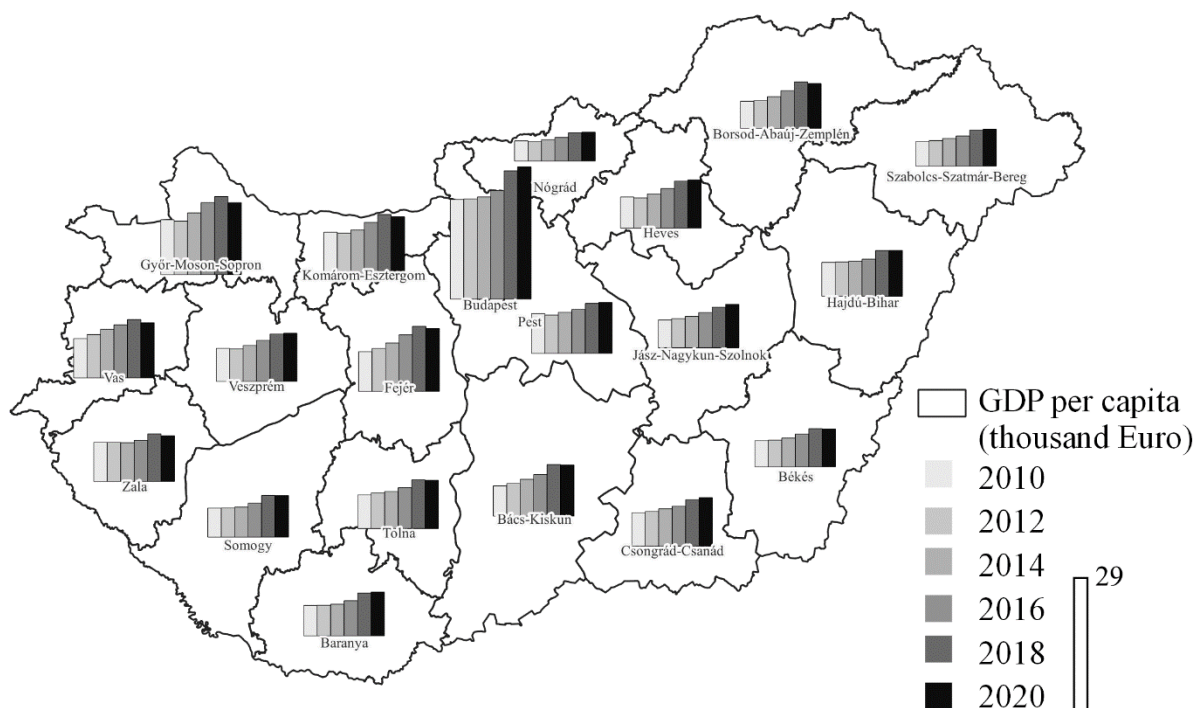 Borsod-Abaúj-Zemplén
Szabolcs-Szatmár-Bereg
Nógrád
Heves
Győr-Moson-Sopron
Komárom-Esztergom
Budapest
Hajdú-Bihar
Pest
Jász-Nagykun-Szolnok
Vas
Veszprém
Fejér
Zala
Somogy
Tolna
Bács-Kiskun
Csongrád-Csanád
Békés
Baranya
GDP per capita
(thousand Euro)
2010
2012
2014
2016
2018
2020
29